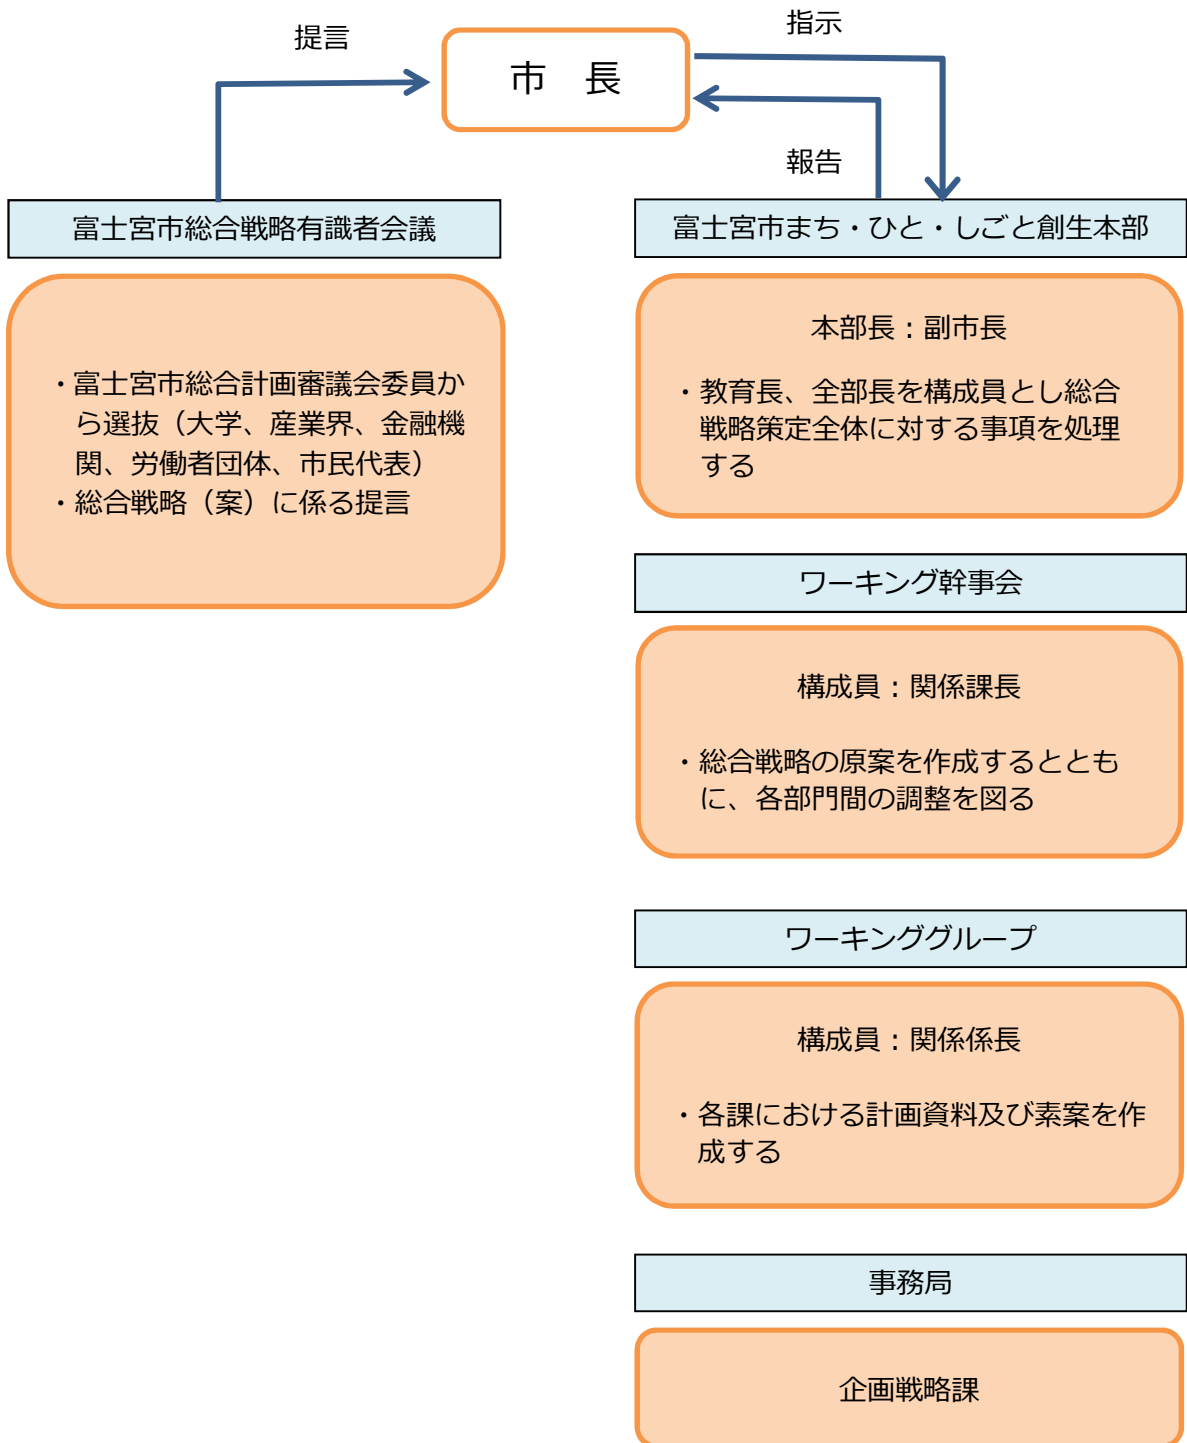 提言
市　長
指示
報告
富士宮市総合戦略有識者会議
・富士宮市総合計画審議会委員か
ら選抜（大学、産業界、金融機
関、労働者団体、市民代表）
・総合戦略（案）に係る提言
富士宮市まち・ひと・しごと創生本部
本部長：副市長
・教育長、全部長を構成員とし総合
戦略策定全体に対する事項を処理
する
ワーキング幹事会
構成員：関係課長
・総合戦略の原案を作成するととも
に、各部門間の調整を図る
ワーキンググループ
構成員：関係係長
・各課における計画資料及び素案を作
成する
事務局
企画戦略課